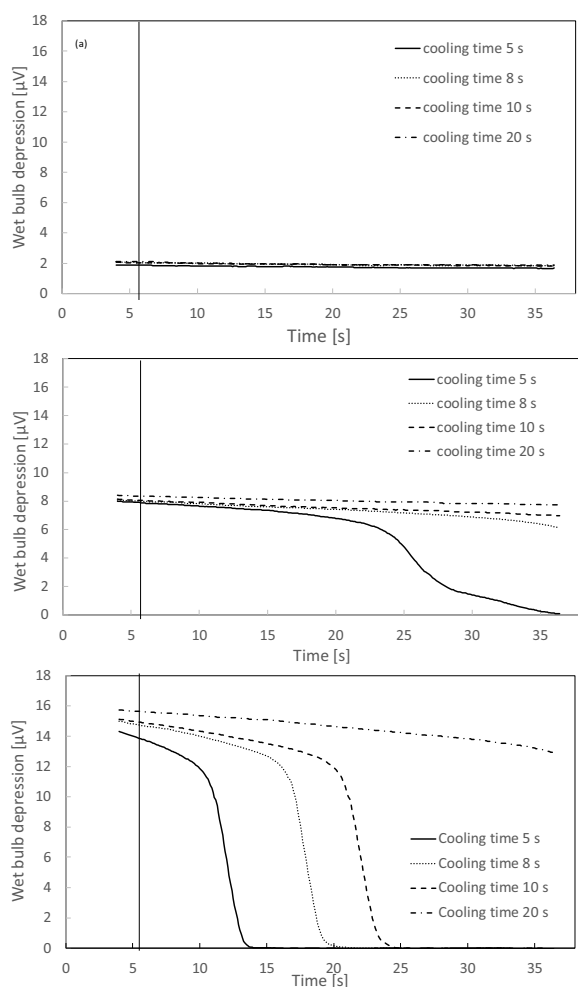 18
16
14
12
10
8
6
4
2
0
Wet bulb depression [µV]
(a)
cooling time 5 s
cooling time 8 s
cooling time 10 s
cooling time 20 s
0 5 10 15 20 25 30 35
Time [s]
18
16
14
12
10
8
6
4
2
0
Wet bulb depression [µV]
cooling time 5 s
cooling time 8 s
cooling time 10 s
cooling time 20 s
0 5 10 15 20 25 30 35
Time [s]
18
16
14
12
10
8
6
4
2
0
Wet bulb depression [µV]
Cooling time 5 s
Cooling time 8 s
Cooling time 10 s
Cooling time 20 s
0 5 10 15 20 25 30 35
Time [s]